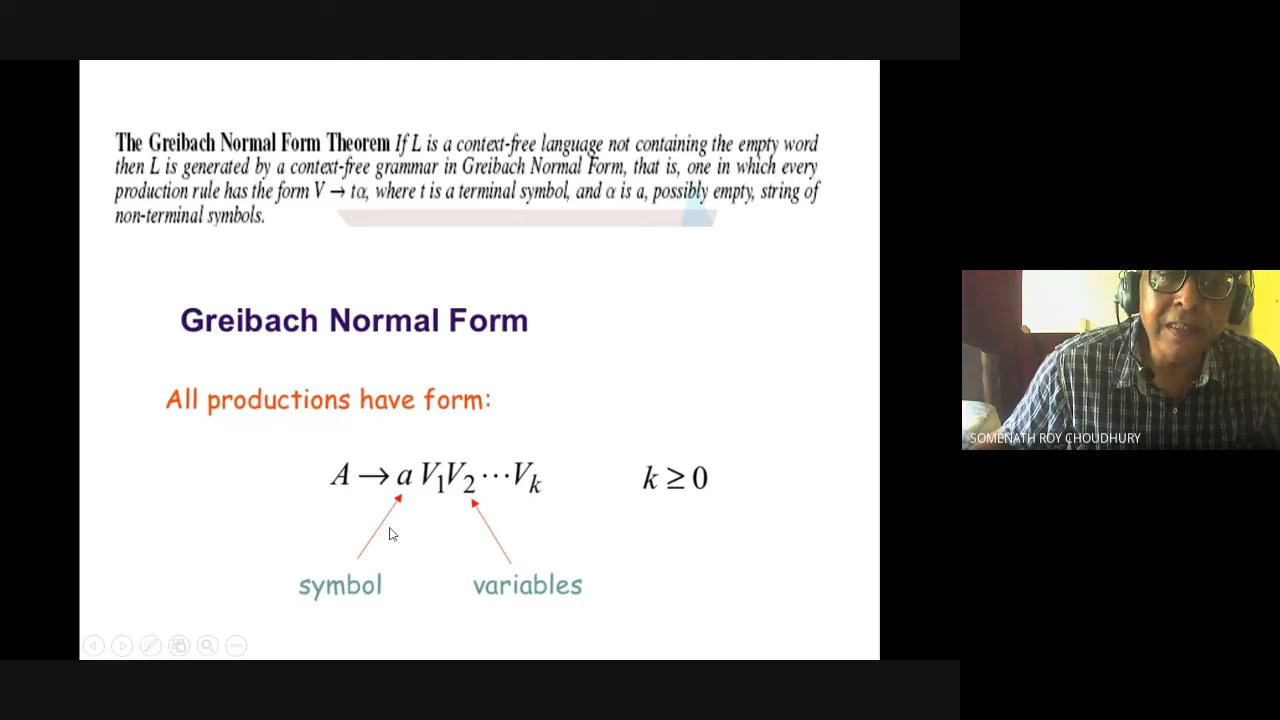 The Greibach Normal Form Theorem If L is a context-free language not containing the empty word
then L is generated by a context-free grammar in Greibach Normal Form, that is, one in which every
production rule has the form V → tα, where t is a terminal symbol, and α is a, possibly empty, string of
non-terminal symbols.
Greibach Normal Form
All productions have form:
A → a V₁V₂ ⋯ Vₖ k ≥ 0
symbol variables
SOMENATH ROY CHOUDHURY